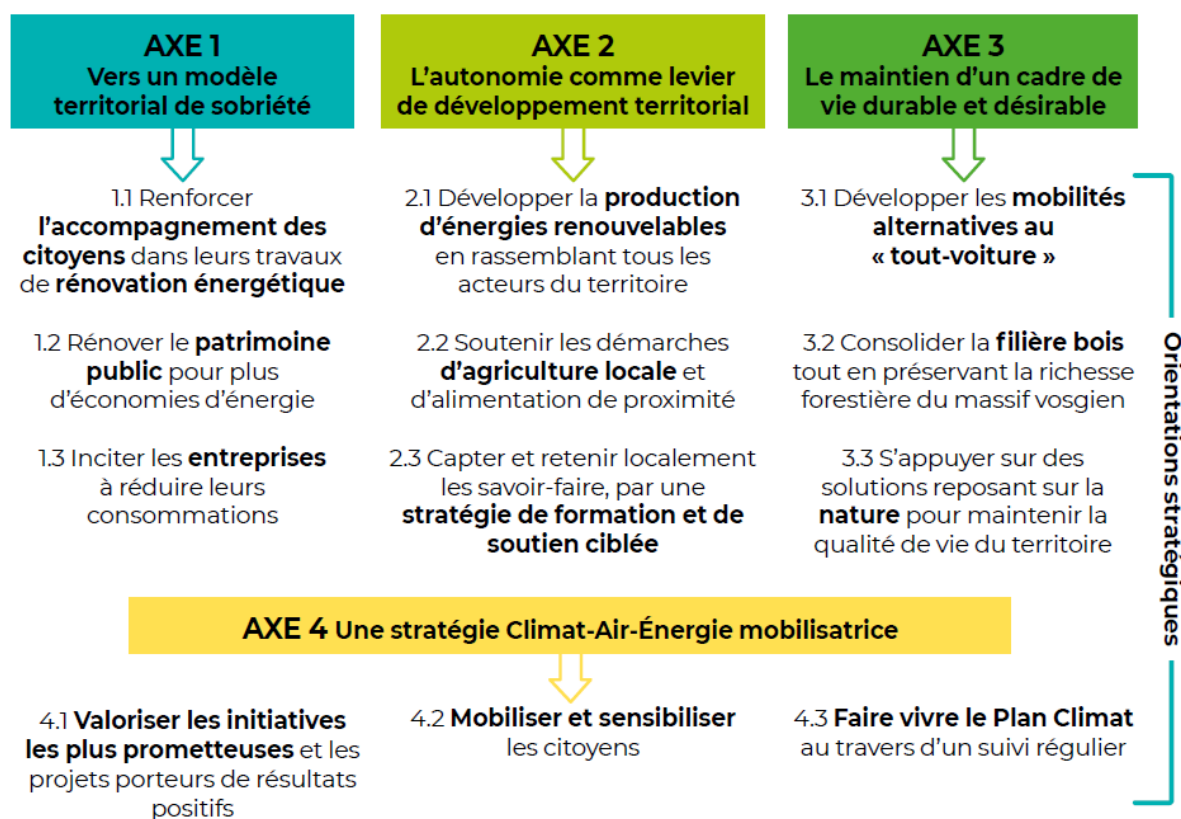 AXE 1
Vers un modèle
territorial de sobriété
AXE 2
L'autonomie comme levier
de développement territorial
AXE 3
Le maintien d'un cadre de
vie durable et désirable
1.1 Renforcer
l'accompagnement des
citoyens dans leurs travaux
de rénovation énergétique
2.1 Développer la production
d'énergies renouvelables
en rassemblant tous les
acteurs du territoire
3.1 Développer les mobilités
alternatives au
« tout-voiture »
1.2 Rénover le patrimoine
public pour plus
d'économies d'énergie
2.2 Soutenir les démarches
d'agriculture locale et
d'alimentation de proximité
3.2 Consolider la filière bois
tout en préservant la richesse
forestière du massif vosgien
1.3 Inciter les entreprises
à réduire leurs
consommations
2.3 Capter et retenir localement
les savoir-faire, par une
stratégie de formation et de
soutien ciblée
3.3 S'appuyer sur des
solutions reposant sur la
nature pour maintenir la
qualité de vie du territoire
Orientations stratégiques
AXE 4 Une stratégie Climat-Air-Énergie mobilisatrice
4.1 Valoriser les initiatives
les plus prometteuses et les
projets porteurs de résultats
positifs
4.2 Mobiliser et sensibiliser
les citoyens
4.3 Faire vivre le Plan Climat
au travers d'un suivi régulier